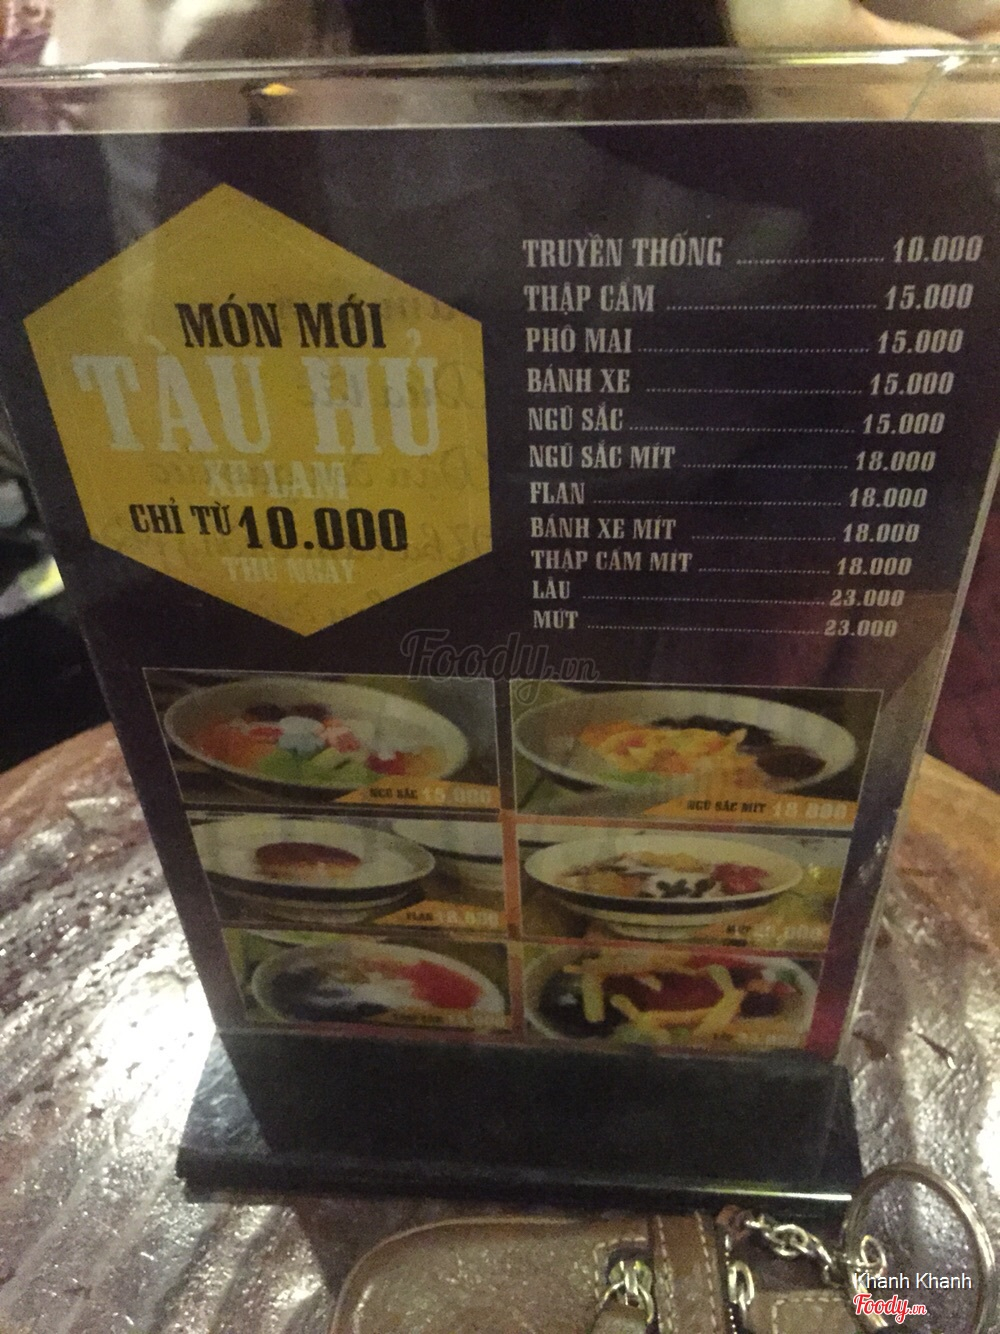 MÓN MỚI
TÀU HỦ
XE LAM
CHỈ TỪ 10.000
THỬ NGAY
TRUYỀN THỐNG 10.000
THẬP CẨM 15.000
PHÔ MAI 15.000
BÁNH XE 15.000
NGŨ SẮC 15.000
NGŨ SẮC MÍT 18.000
FLAN 18.000
BÁNH XE MÍT 18.000
THẬP CẨM MÍT 18.000
LẨU 23.000
MỨT 23.000
Foody.vn
NGŨ SẮC 15.000
NGŨ SẮC MÍT 18.000
FLAN 18.000
Khanh Khanh
Foody.vn